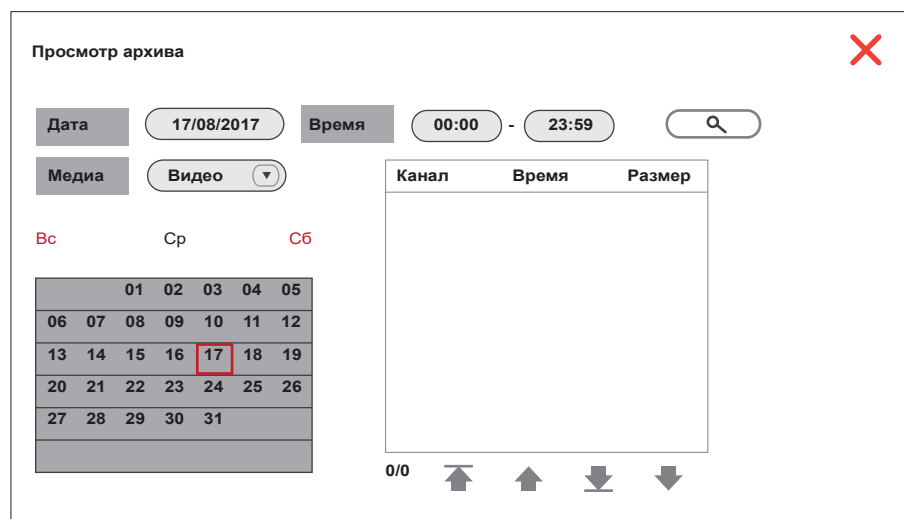 Просмотр архива
Дата 17/08/2017 Время 00:00 - 23:59
Медиа Видео
Канал Время Размер
Вс Ср Сб
01 02 03 04 05
06 07 08 09 10 11 12
13 14 15 16 17 18 19
20 21 22 23 24 25 26
27 28 29 30 31
0/0